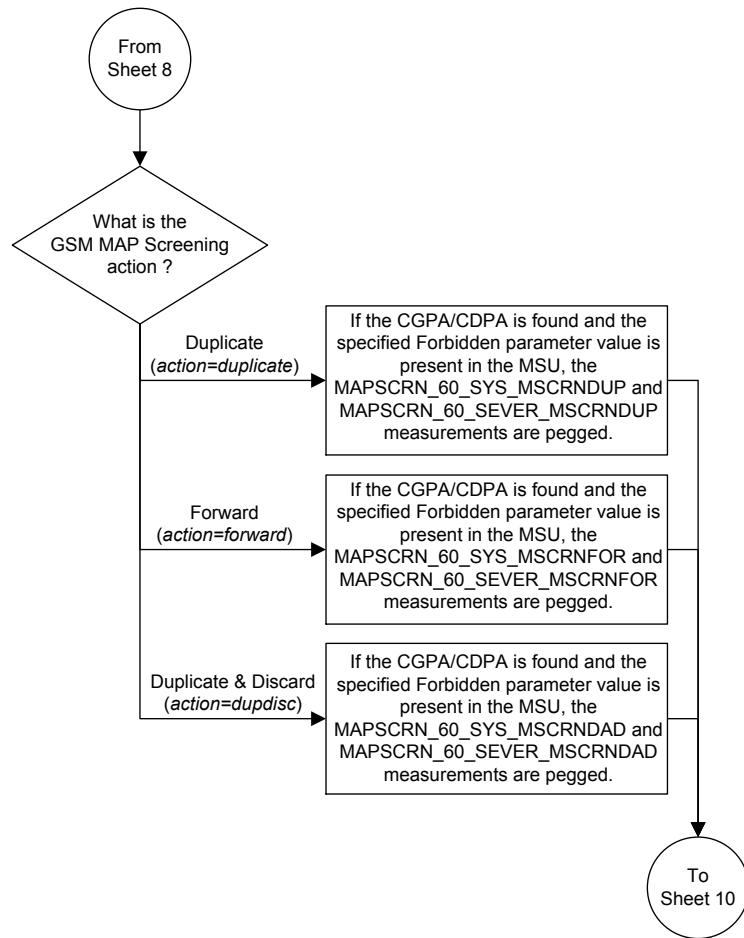 From
Sheet 8
What is the
GSM MAP Screening
action ?
Duplicate
(action=duplicate)
If the CGPA/CDPA is found and the
specified Forbidden parameter value is
present in the MSU, the
MAPSCRN_60_SYS_MSCRNDUP and
MAPSCRN_60_SEVER_MSCRNDUP
measurements are pegged.
Forward
(action=forward)
If the CGPA/CDPA is found and the
specified Forbidden parameter value is
present in the MSU, the
MAPSCRN_60_SYS_MSCRNFOR and
MAPSCRN_60_SEVER_MSCRNFOR
measurements are pegged.
Duplicate & Discard
(action=dupdisc)
If the CGPA/CDPA is found and the
specified Forbidden parameter value is
present in the MSU, the
MAPSCRN_60_SYS_MSCRNDAD and
MAPSCRN_60_SEVER_MSCRNDAD
measurements are pegged.
To
Sheet 10